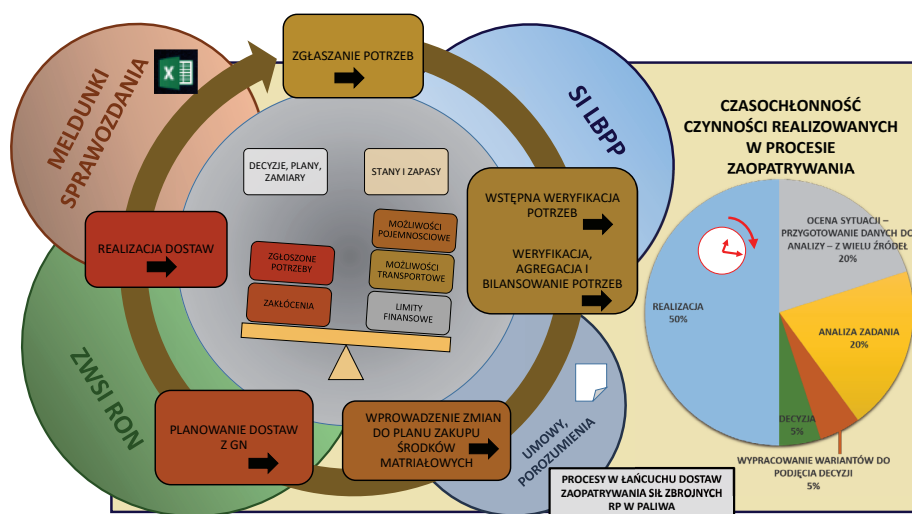 ZGŁASZANIE POTRZEB
MELDUNKI
SPRAWOZDANIA
SI LBPP
DECYZJE, PLANY,
ZAMIARY
STANY I ZAPASY
WSTĘPNA WERYFIKACJA
POTRZEB
WERYFIKACJA,
AGREGACJA I
BILANSOWANIE POTRZEB
REALIZACJA DOSTAW
ZGŁOSZONE
POTRZEBY
ZAKŁÓCENIA
MOŻLIWOŚCI
POJEMNOSCIOWE
MOŻLIWOŚCI
TRANSPORTOWE
LIMITY
FINANSOWE
ZWSI RON
PLANOWANIE DOSTAW
Z GN
WPROWADZENIE ZMIAN
DO PLANU ZAKUPU
ŚRODKÓW
MATRIAŁOWYCH
UMOWY,
POROZUMIENIA
PROCESY W ŁAŃCUCHU DOSTAW
ZAOPATRYWANIA SIŁ ZBROJNYCH
RP W PALIWA
CZASOCHŁONNOŚĆ
CZYNNOŚCI REALIZOWANYCH
W PROCESIE
ZAOPATRYWANIA
OCENA SYTUACJI –
PRZYGOTOWANIE DANYCH DO
ANALIZY – Z WIELU ŹRÓDEŁ
20%
REALIZACJA
50%
ANALIZA ZADANIA
20%
DECYZJA
5%
WYPRACOWANIE WARIANTÓW DO
PODJĘCIA DECYZJI
5%